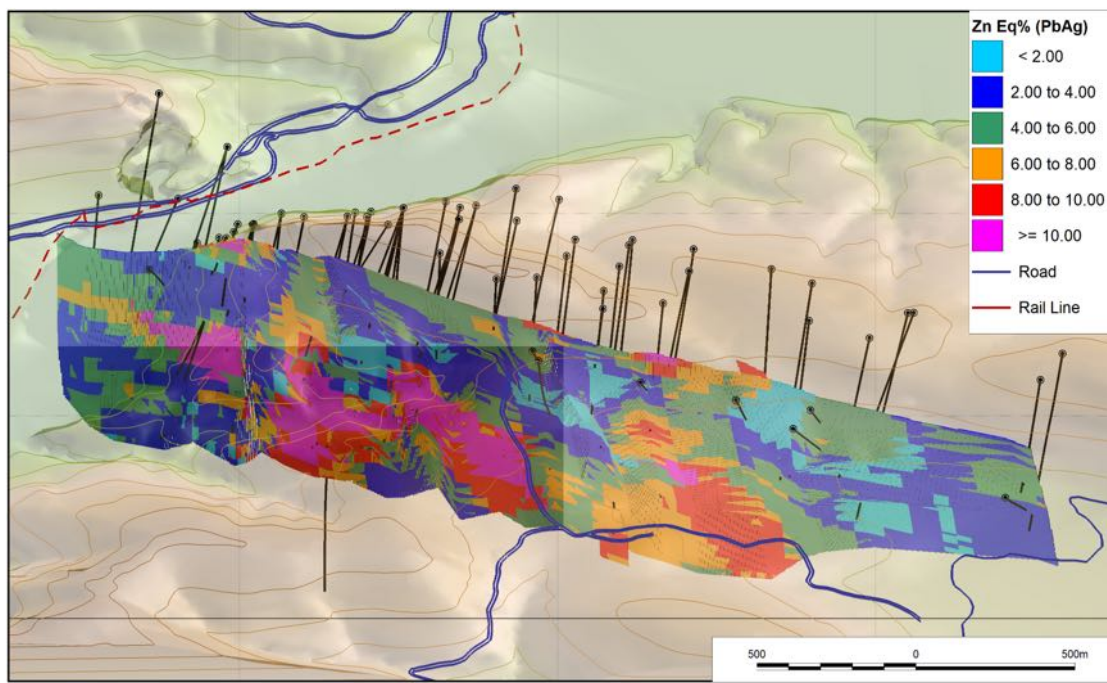 Zn Eq% (PbAg)
< 2.00
2.00 to 4.00
4.00 to 6.00
6.00 to 8.00
8.00 to 10.00
>= 10.00
Road
Rail Line
500 0 500m